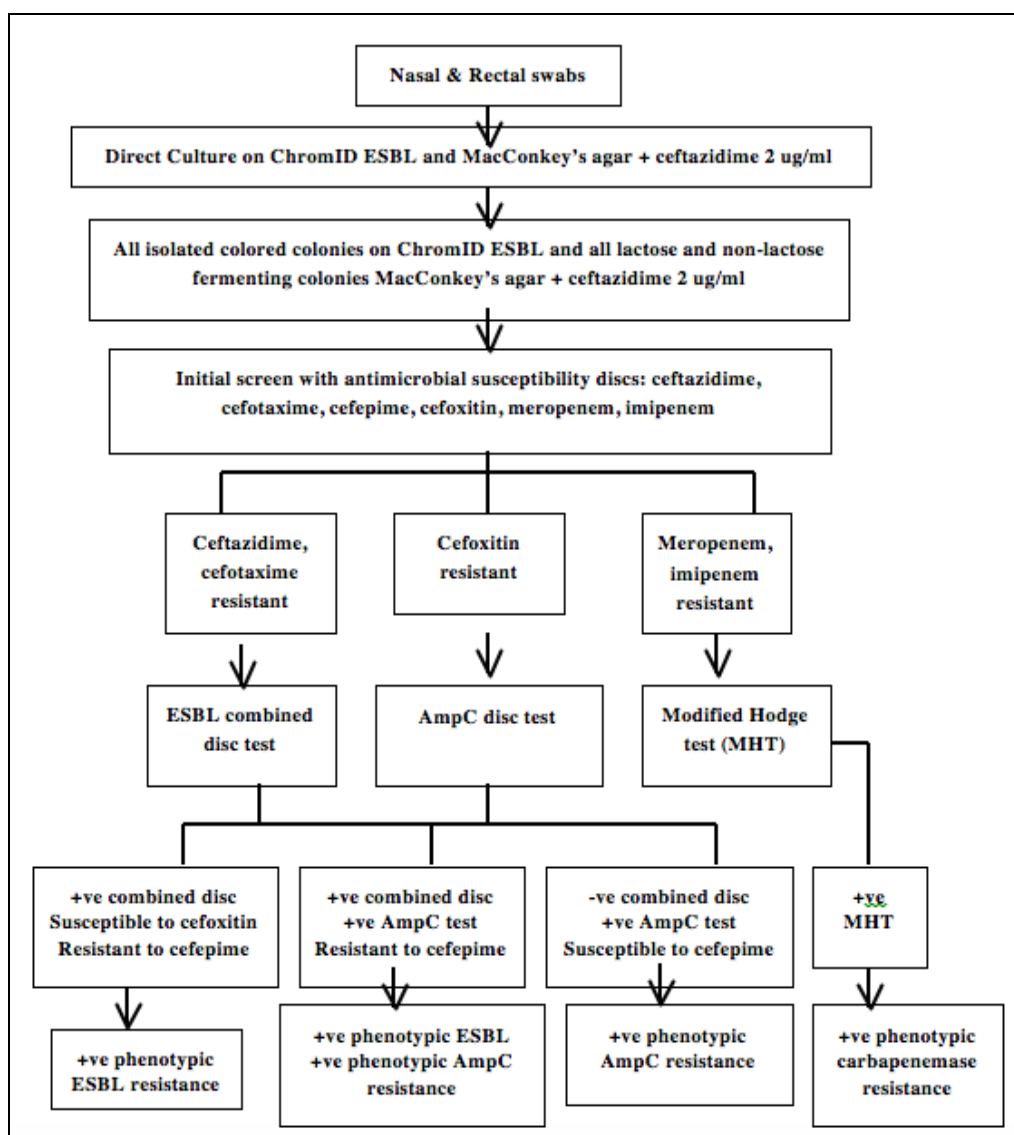 Nasal & Rectal swabs
Direct Culture on ChromID ESBL and MacConkey's agar + ceftazidime 2 ug/ml
All isolated colored colonies on ChromID ESBL and all lactose and non-lactose
fermenting colonies MacConkey's agar + ceftazidime 2 ug/ml
Initial screen with antimicrobial susceptibility discs: ceftazidime,
cefotaxime, cefepime, cefoxitin, meropenem, imipenem
Ceftazidime,
cefotaxime
resistant
Cefoxitin
resistant
Meropenem,
imipenem
resistant
ESBL combined
disc test
AmpC disc test
Modified Hodge
test (MHT)
+ve combined disc
Susceptible to cefoxitin
Resistant to cefepime
+ve combined disc
+ve AmpC test
Resistant to cefepime
-ve combined disc
+ve AmpC test
Susceptible to cefepime
+ve
MHT
+ve phenotypic
ESBL resistance
+ve phenotypic ESBL
+ve phenotypic AmpC
resistance
+ve phenotypic
AmpC resistance
+ve phenotypic
carbapenemase
resistance